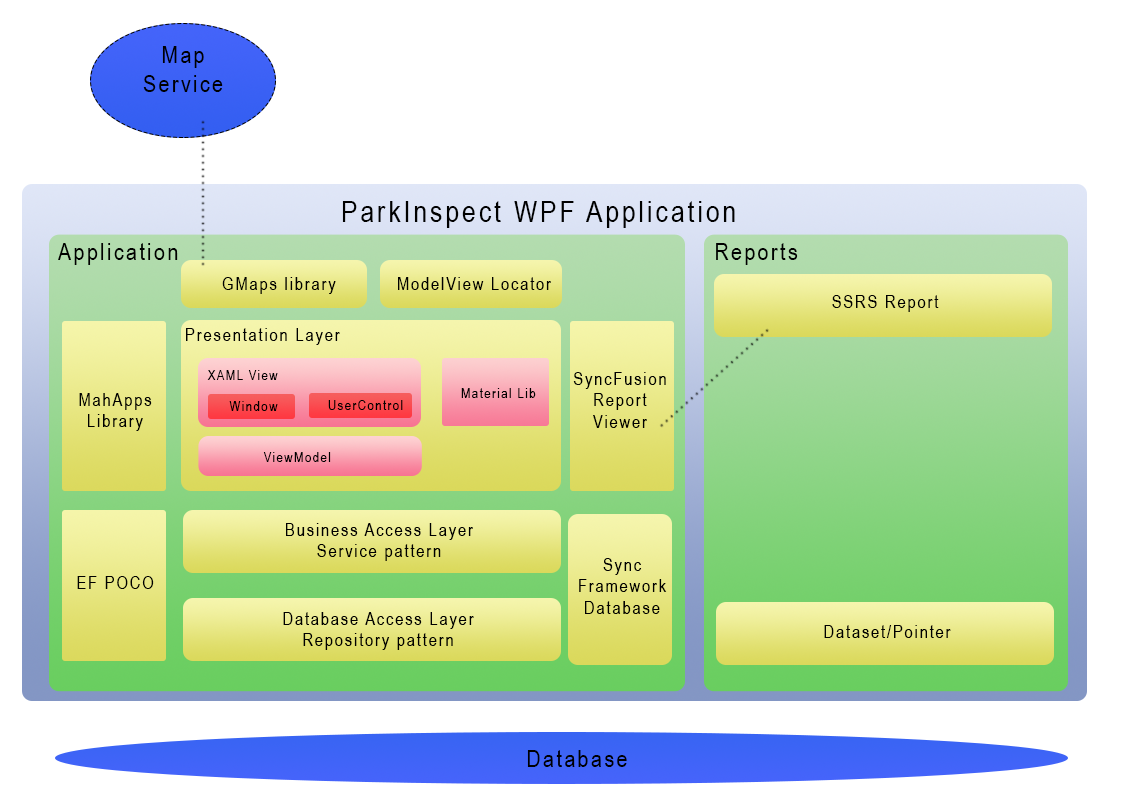 Map
Service
ParkInspect WPF Application
Application
Reports
GMaps library
ModelView Locator
SSRS Report
Presentation Layer
MahApps
Library
XAML View
Window
UserControl
Material Lib
ViewModel
SyncFusion
Report
Viewer
EF POCO
Business Access Layer
Service pattern
Database Access Layer
Repository pattern
Sync
Framework
Database
Dataset/Pointer
Database